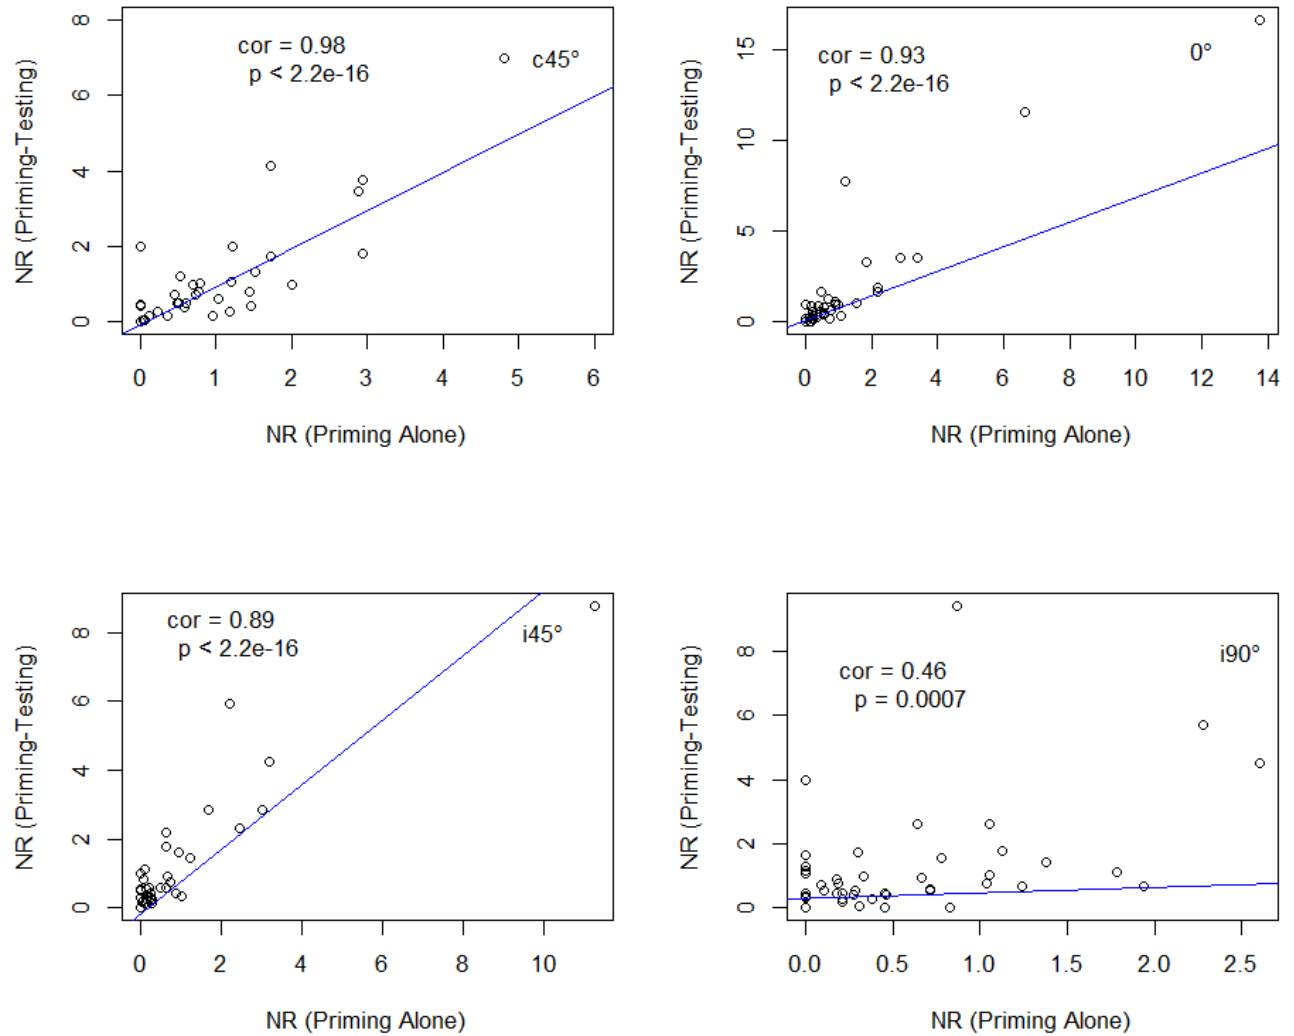 cor = 0.98
p < 2.2e-16
c45°
NR (Priming-Testing)
0 2 4 6 8
0 1 2 3 4 5 6
NR (Priming Alone)
cor = 0.93
p < 2.2e-16
0°
NR (Priming-Testing)
0 5 10 15
0 2 4 6 8 10 12 14
NR (Priming Alone)
cor = 0.89
p < 2.2e-16
i45°
NR (Priming-Testing)
0 2 4 6 8
0 2 4 6 8 10
NR (Priming Alone)
cor = 0.46
p = 0.0007
i90°
NR (Priming-Testing)
0 2 4 6 8
0.0 0.5 1.0 1.5 2.0 2.5
NR (Priming Alone)